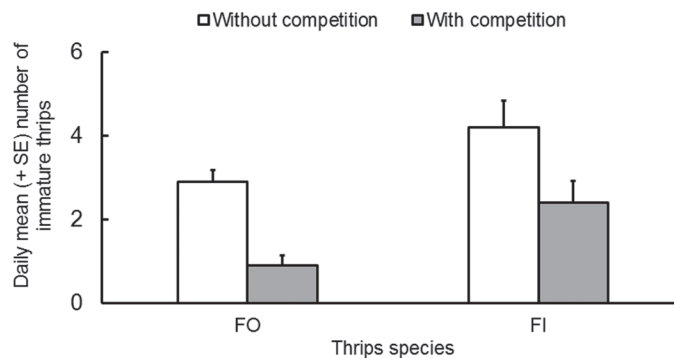 Without competition With competition
Daily mean (+ SE) number of
immature thrips
6
4
2
0
FO FI
Thrips species